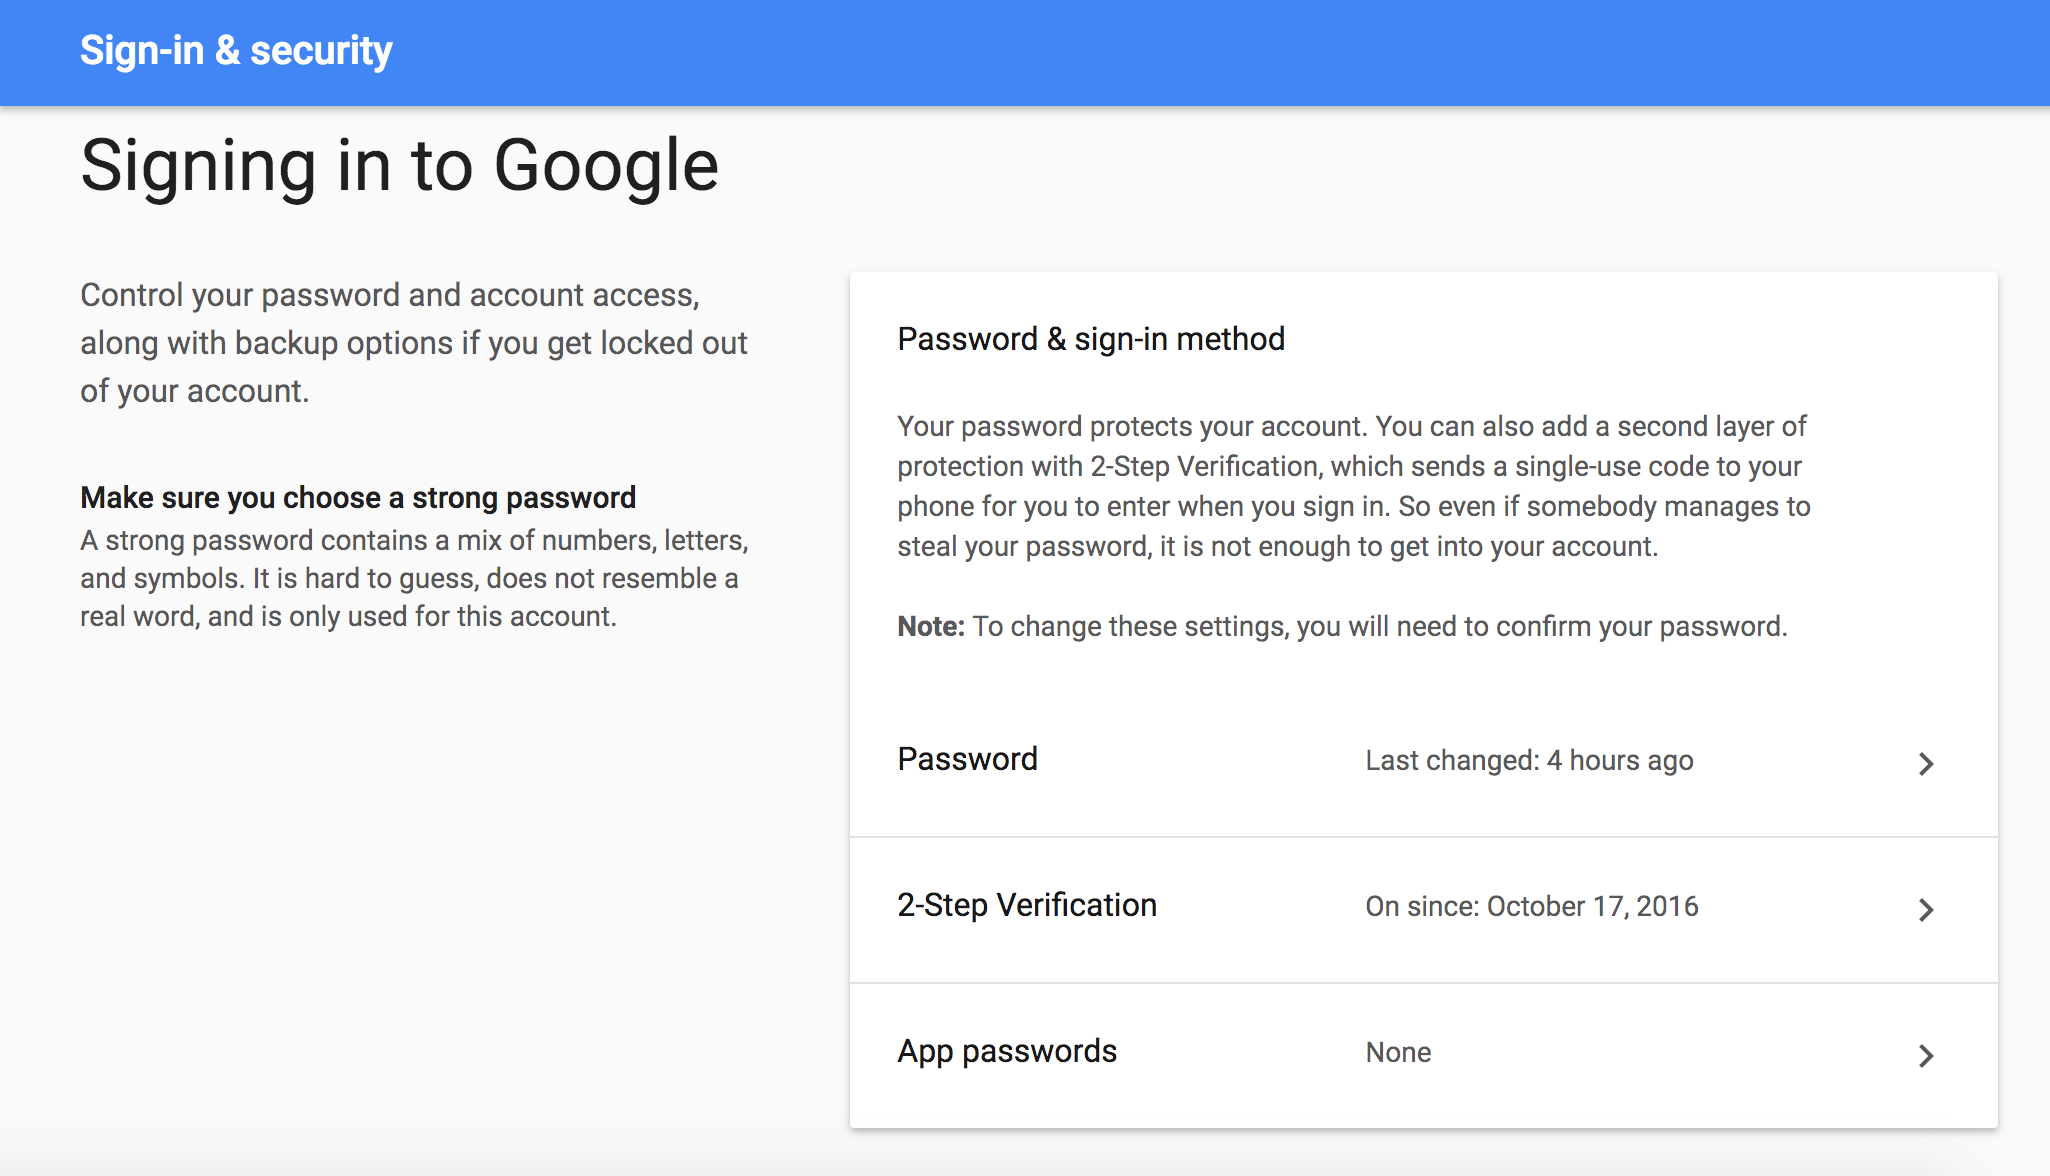 Sign-in & security
Signing in to Google
Control your password and account access,
along with backup options if you get locked out
of your account.
Make sure you choose a strong password
A strong password contains a mix of numbers, letters,
and symbols. It is hard to guess, does not resemble a
real word, and is only used for this account.
Password & sign-in method
Your password protects your account. You can also add a second layer of
protection with 2-Step Verification, which sends a single-use code to your
phone for you to enter when you sign in. So even if somebody manages to
steal your password, it is not enough to get into your account.
Note: To change these settings, you will need to confirm your password.
Password Last changed: 4 hours ago
2-Step Verification On since: October 17, 2016
App passwords None